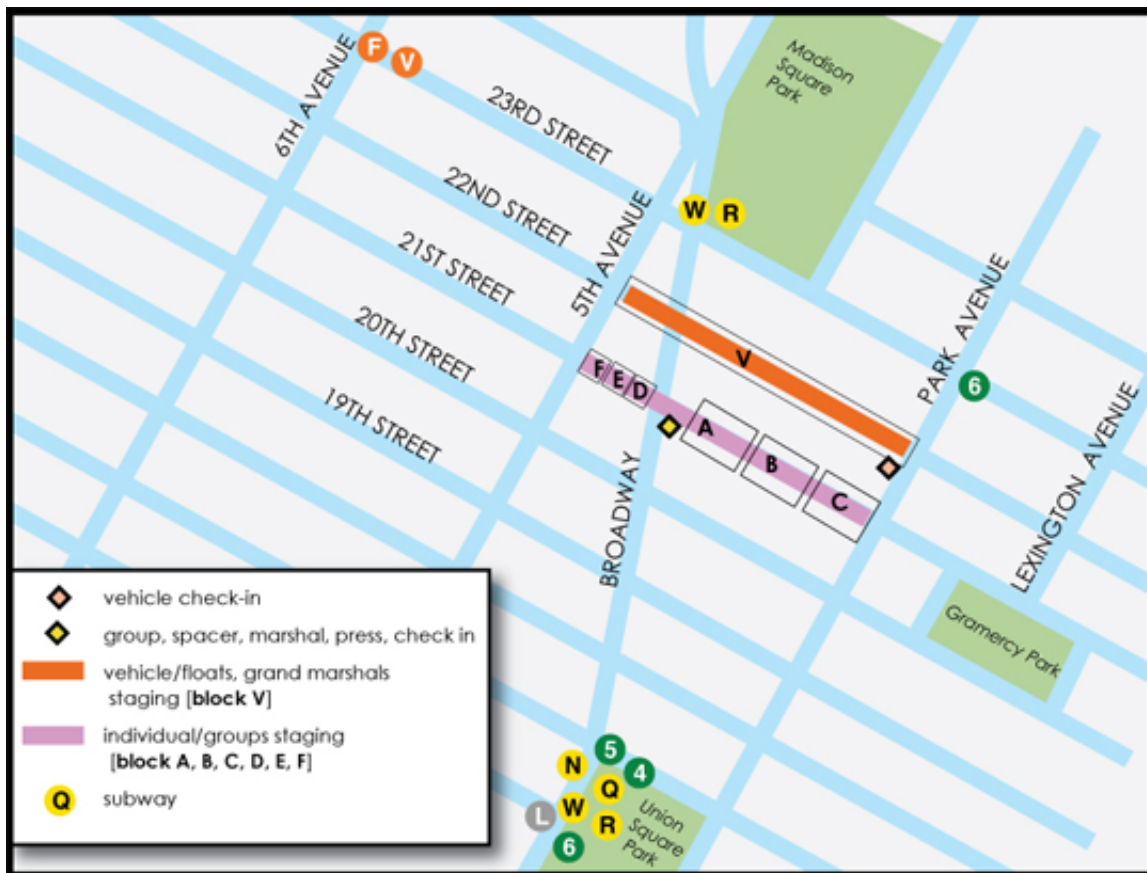 F
V
Madison
Square
Park
6TH AVENUE
23RD STREET
22ND STREET
W R
5TH AVENUE
21ST STREET
20TH STREET
19TH STREET
PARK AVENUE
V
6
F E D
A
B
C
LEXINGTON AVENUE
BROADWAY
Gramercy Park
vehicle check-in
group, spacer, marshal, press, check in
vehicle/floats, grand marshals
staging [block V]
individual/groups staging
[block A, B, C, D, E, F]
Q subway
5
N 4
Q
L W R
6
Union
Square
Park